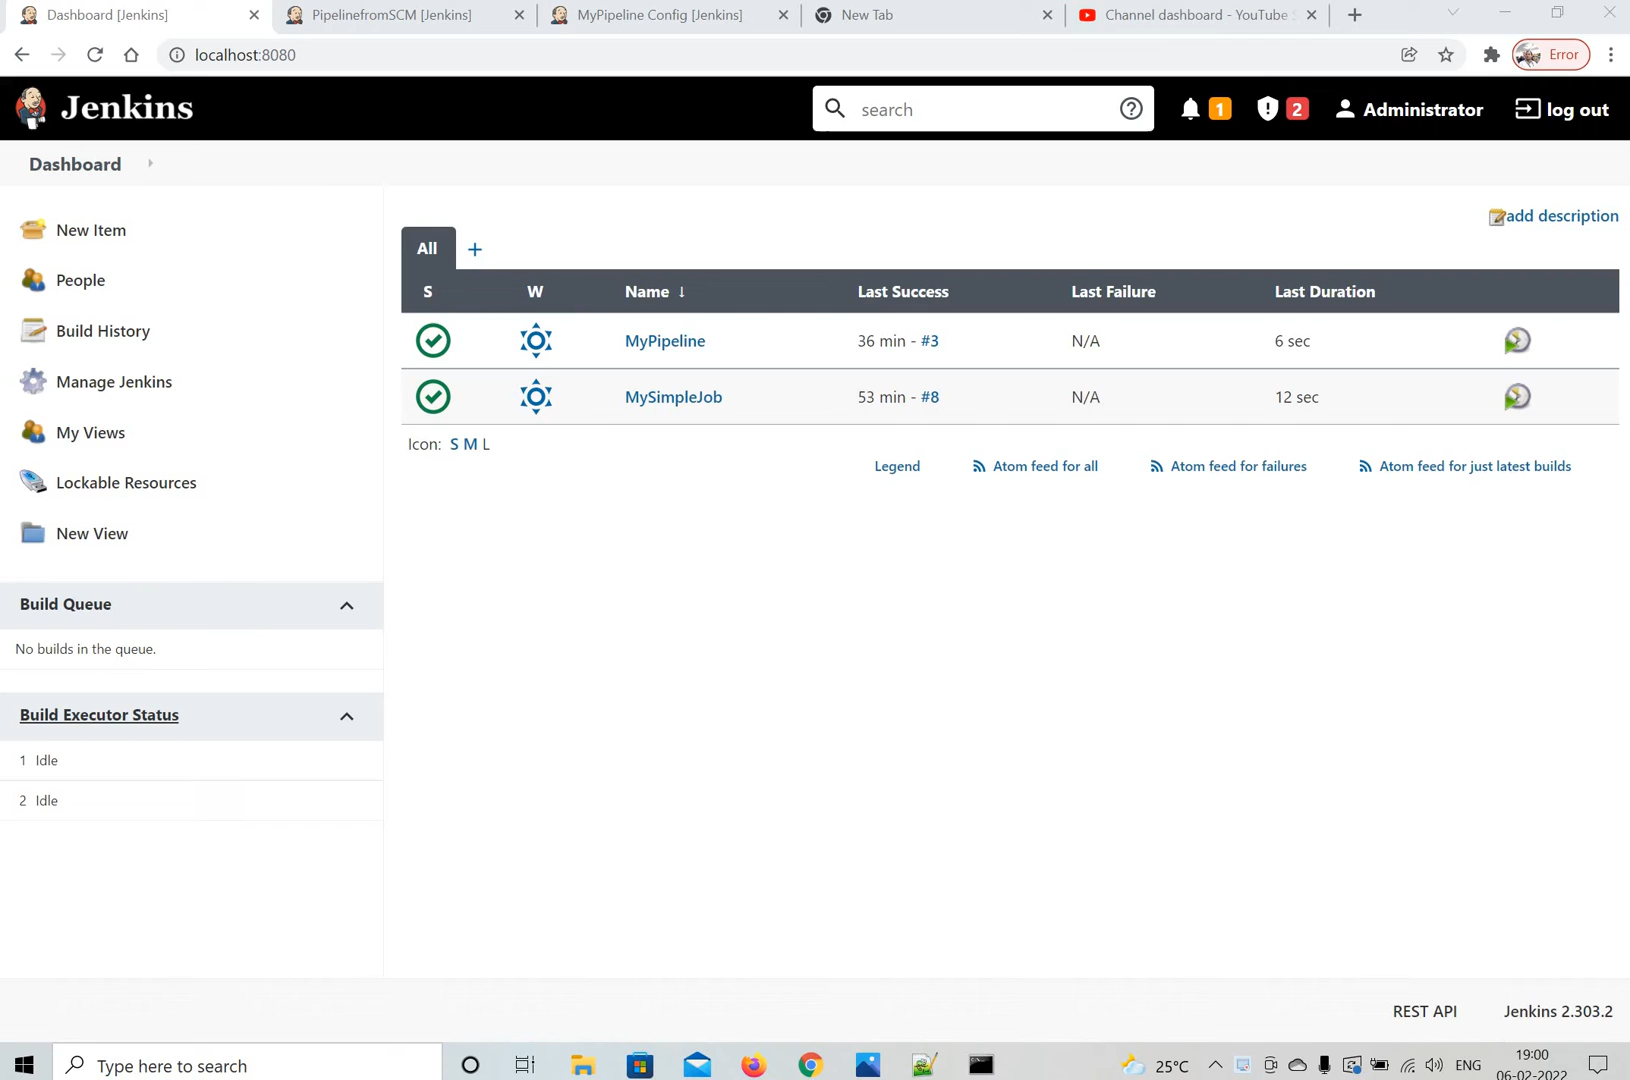 Dashboard [Jenkins]
PipelinefromSCM [Jenkins]
MyPipeline Config [Jenkins]
New Tab
Channel dashboard - YouTube
localhost:8080
Error
Jenkins
search
1
2
Administrator
log out
Dashboard
New Item
People
Build History
Manage Jenkins
My Views
Lockable Resources
New View
Build Queue
No builds in the queue.
Build Executor Status
1 Idle
2 Idle
add description
All +
S W Name ↓ Last Success Last Failure Last Duration
MyPipeline 36 min - #3 N/A 6 sec
MySimpleJob 53 min - #8 N/A 12 sec
Icon: S M L
Legend Atom feed for all Atom feed for failures Atom feed for just latest builds
REST API Jenkins 2.303.2
Type here to search
25°C
ENG
19:00
06-02-2022